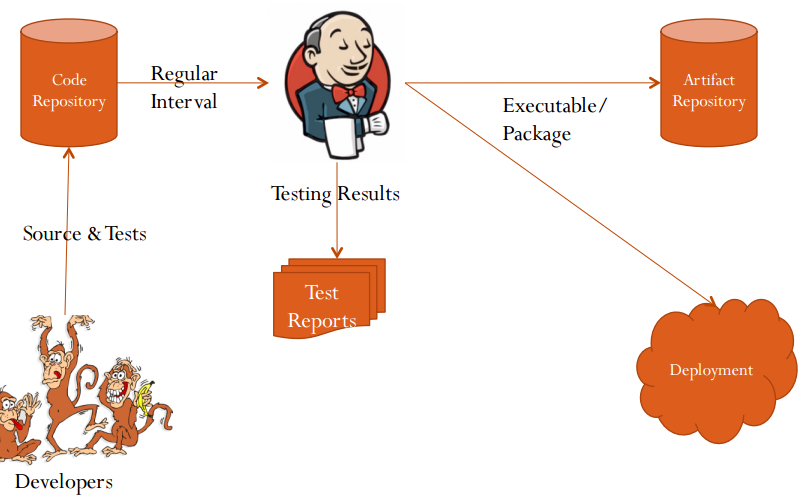 Code
Repository
Regular
Interval
Executable/
Package
Artifact
Repository
Testing Results
Source & Tests
Test
Reports
Deployment
Developers